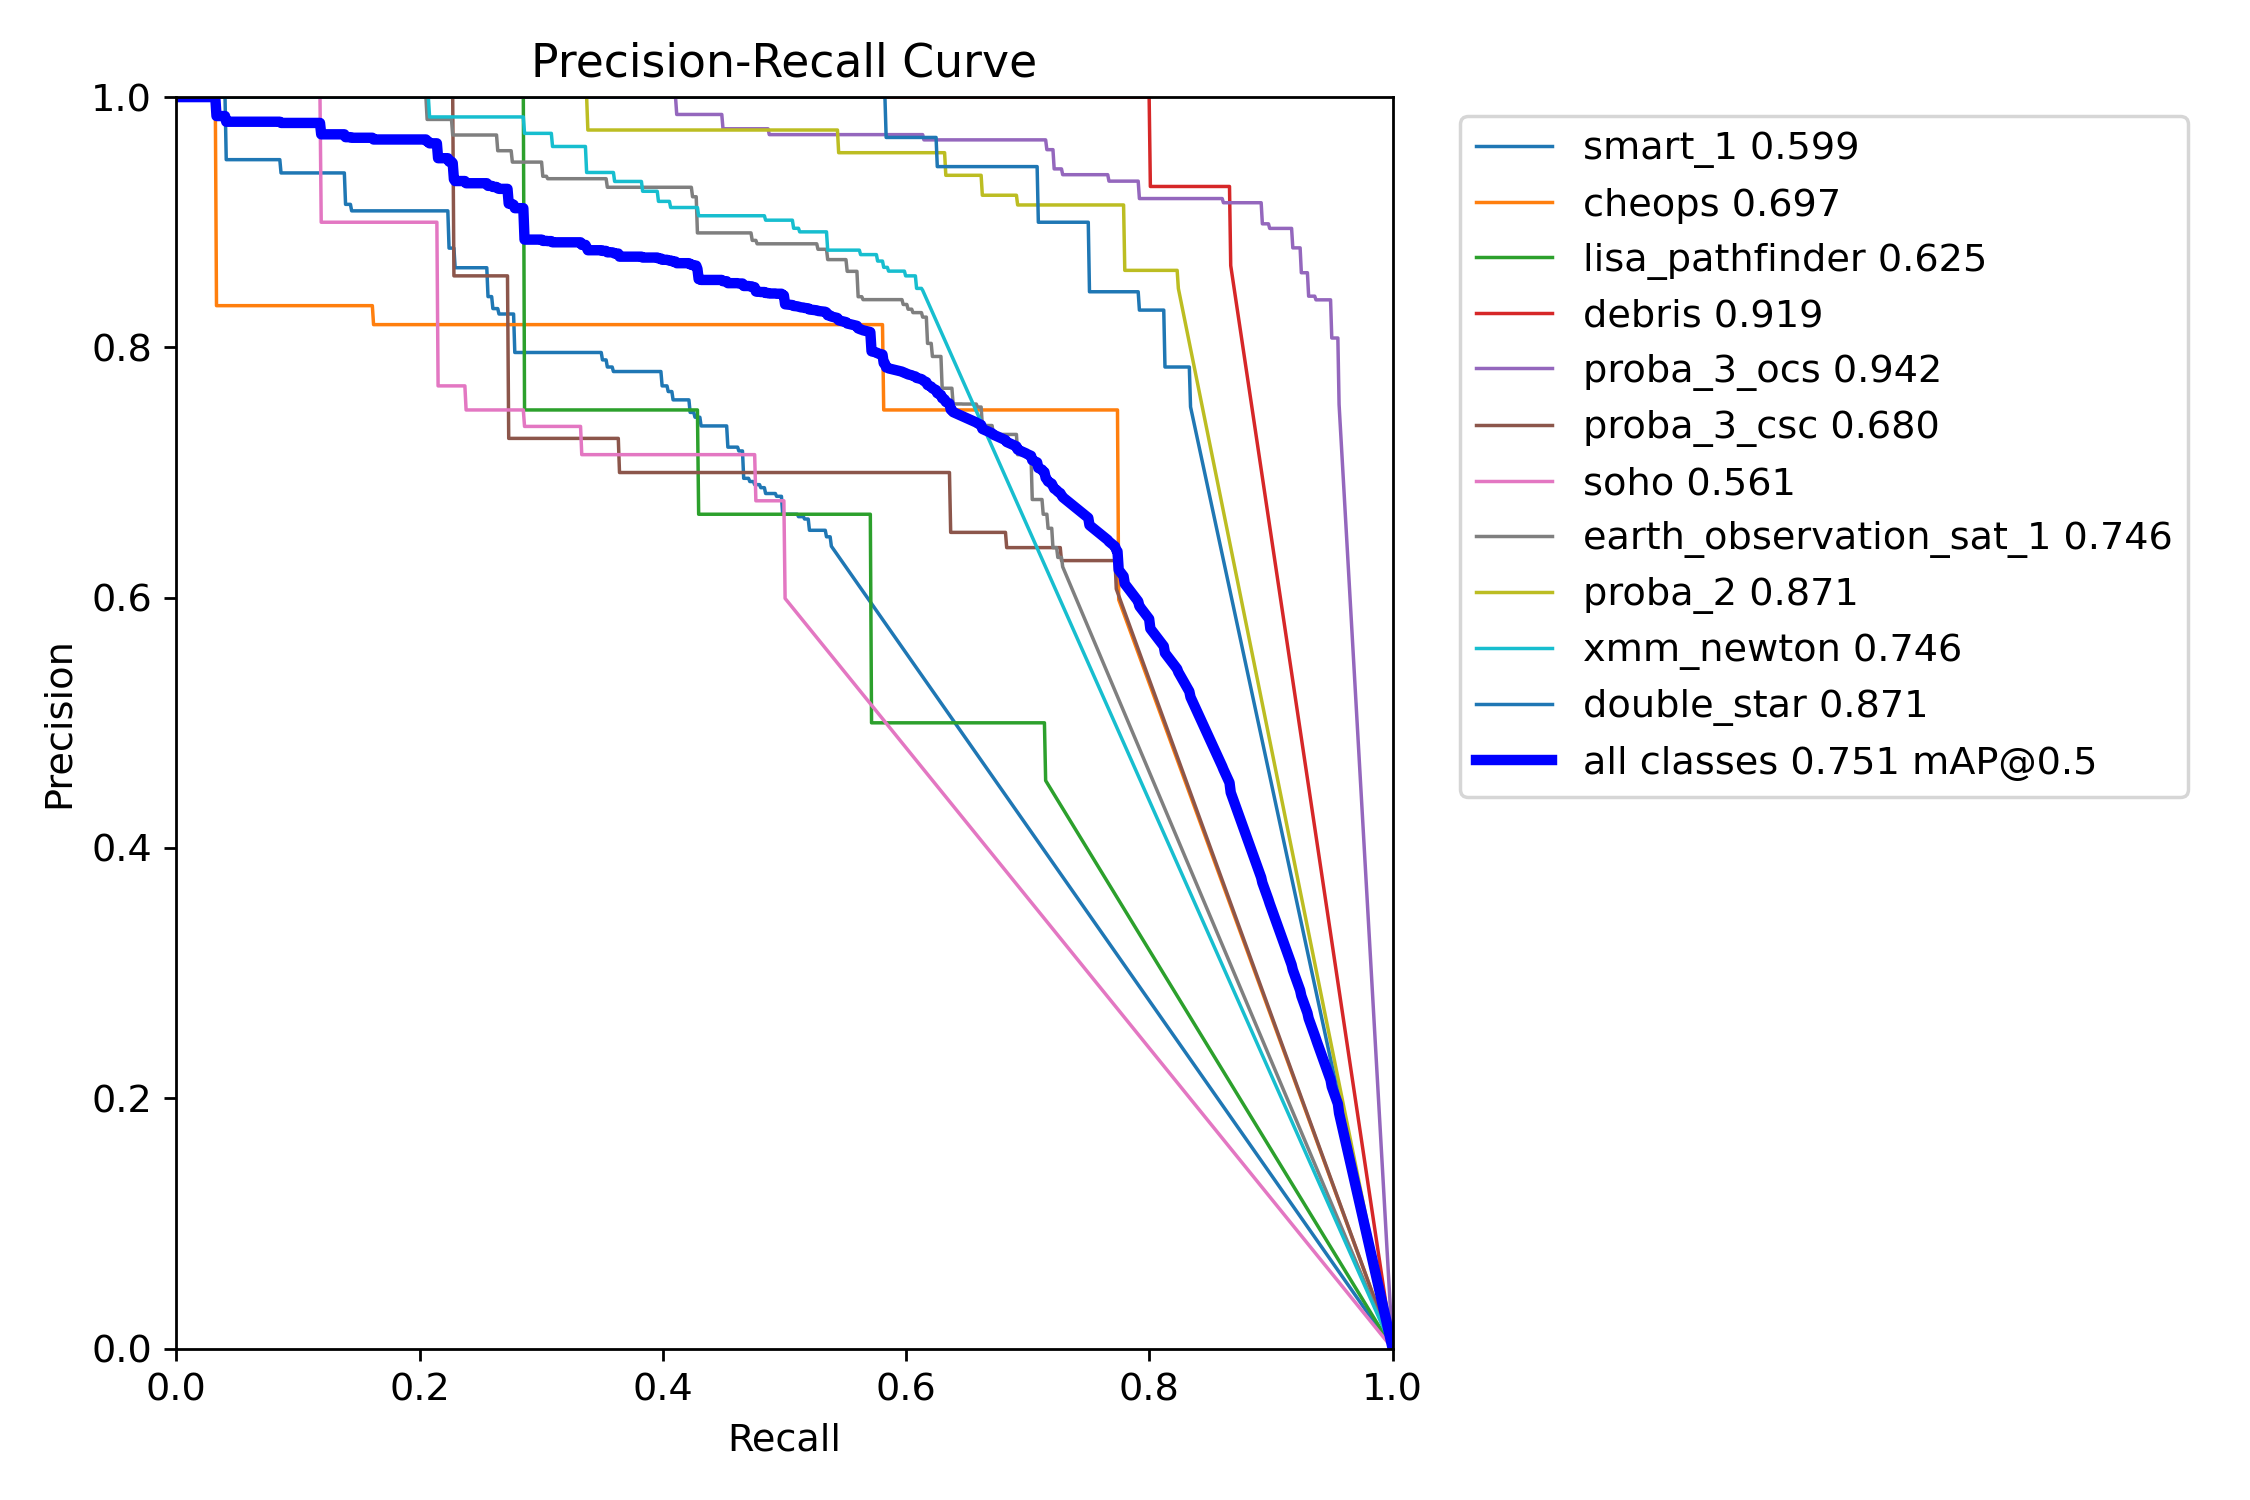 Precision-Recall Curve
1.0
0.8
0.6
0.4
0.2
0.0
Precision
0.0 0.2 0.4 0.6 0.8 1.0
Recall
smart_1 0.599
cheops 0.697
lisa_pathfinder 0.625
debris 0.919
proba_3_ocs 0.942
proba_3_csc 0.680
soho 0.561
earth_observation_sat_1 0.746
proba_2 0.871
xmm_newton 0.746
double_star 0.871
all classes 0.751 mAP@0.5